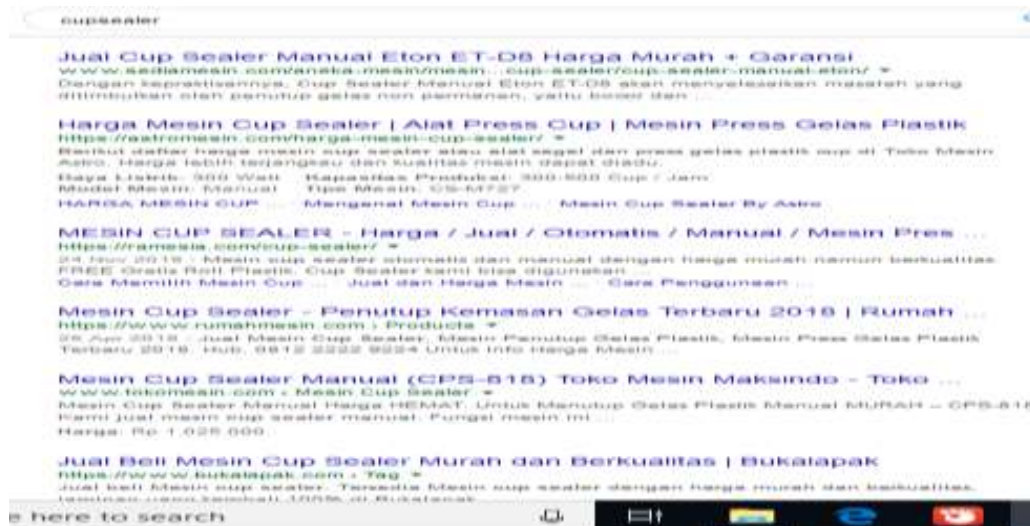 cupsealer
Jual Cup Sealer Manual Eton ET-D8 Harga Murah + Garansi
www.sediamesin.com/aneka-mesin/mesin...cup-sealer/cup-sealer-manual-eton/
Dengan kepraktisannya, Cup Sealer Manual Eton ET-D8 akan menyelesaikan masalah yang
ditimbulkan oleh penutup gelas non permanen, yaitu bocor dan ...
Harga Mesin Cup Sealer | Alat Press Cup | Mesin Press Gelas Plastik
https://astromesin.com/harga-mesin-cup-sealer/
Berikut daftar harga mesin cup sealer atau alat segel dan press gelas plastik cup di Toko Mesin
Astro. Harga lebih terjangkau dan kualitas mesin dapat diadu.
Daya Listrik: 300 Watt Kapasitas Produksi: 300-500 Cup / Jam
Model Mesin: Manual Tipe Mesin: CS-M727
HARGA MESIN CUP ... Mengenal Mesin Cup ... Mesin Cup Sealer By Astro
MESIN CUP SEALER - Harga / Jual / Otomatis / Manual / Mesin Pres ...
https://ramesia.com/cup-sealer/
24 Nov 2018 - Mesin cup sealer otomatis dan manual dengan harga murah namun berkualitas.
FREE Gratis Roll Plastik. Cup Sealer kami bisa digunakan ...
Cara Memilih Mesin Cup ... Jual dan Harga Mesin ... Cara Penggunaan ...
Mesin Cup Sealer - Penutup Kemasan Gelas Terbaru 2018 | Rumah ...
https://www.rumahmesin.com › Products
Jual Mesin Cup Sealer, Mesin Penutup Gelas Plastik, Mesin Press Gelas Plastik
Terbaru 2018. Hub. 0812 2222 9224 Untuk Info Harga Mesin ...
Mesin Cup Sealer Manual (CPS-818) Toko Mesin Maksindo - Toko ...
www.tokomesin.com › Mesin Cup Sealer
Mesin Cup Sealer Manual Harga HEMAT. Untuk Menutup Gelas Plastik Manual MURAH – CPS-818
Kami jual mesin cup sealer manual. Fungsi mesin ini ...
Harga: Rp 1.025.000
Jual Beli Mesin Cup Sealer Murah dan Berkualitas | Bukalapak
https://www.bukalapak.com › Tag
Jual beli Mesin cup sealer. Tersedia Mesin cup sealer dengan harga murah dan berkualitas.
jaminan uang kembali 100% di Bukalapak
e here to search